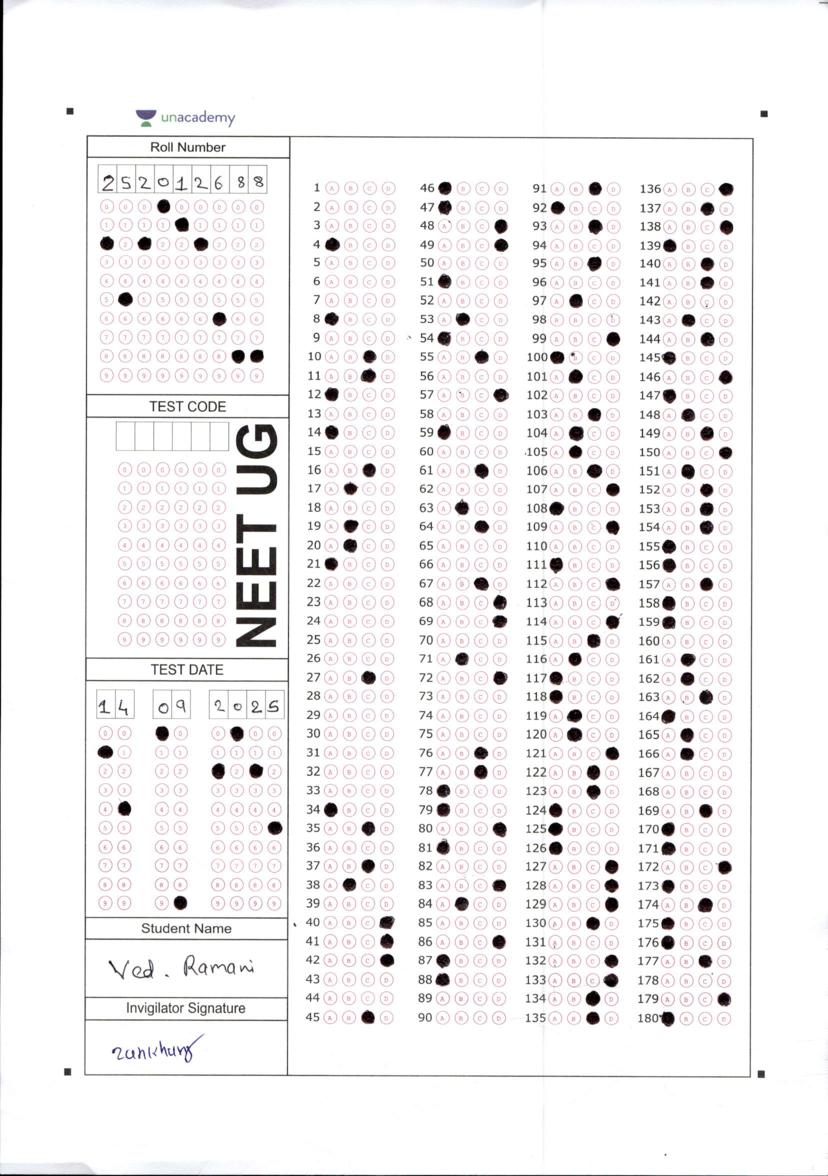 unacademy
Roll Number
2 5 2 0 1 2 6 8 8
TEST CODE
NEET UG
TEST DATE
1 4 0 9 2 0 2 5
Student Name
Ved. Ramani
Invigilator Signature
1 A B C D
2 A B C D
3 A B C D
4 B C D
5 A B C D
6 A B C D
7 A B C D
8 B C D
9 A B C D
10 A B D
11 A B D
12 B C D
13 A B C D
14 B C D
15 A B C D
16 A B D
17 A C D
18 A B C D
19 A C D
20 A C D
21 B C D
22 A B C D
23 A B C D
24 A B C D
25 A B C D
26 A B C D
27 A B D
28 A B C D
29 A B C D
30 A B C D
31 A B C D
32 A B C D
33 A B C D
34 B C D
35 A B D
36 A B C D
37 A B D
38 A C D
39 A B C D
40 A B C
41 A B C
42 A B C
43 A B C D
44 A B C D
45 A B D
46 B C D
47 B C D
48 A B C
49 A B C
50 A B C D
51 B C D
52 A B C D
53 A C D
54 B C D
55 A B D
56 A B C D
57 A B C
58 A B C D
59 B C D
60 A B C D
61 A B D
62 A B C D
63 A C D
64 A B D
65 A B C D
66 A B C D
67 A B D
68 A B C
69 A B C
70 A B C D
71 A C D
72 A B C
73 A B C D
74 A B C D
75 A B C D
76 A B D
77 A B D
78 B C D
79 B C D
80 A B C
81 B C D
82 A B C D
83 A B C
84 A C D
85 A B C D
86 A B C
87 B C D
88 B C D
89 A B C D
90 A B C D
91 A B D
92 B C D
93 A B D
94 A B C D
95 A B D
96 A B C D
97 A C D
98 A B C D
99 A B C
100 B C D
101 A C D
102 A B C D
103 A B D
104 A C D
105 A C D
106 A B D
107 A B C
108 B C D
109 A B C
110 A B C D
111 B C D
112 A B C
113 A B C D
114 A B C
115 A B D
116 A C D
117 B C D
118 B C D
119 A C D
120 A C D
121 A B C
122 A B D
123 A B D
124 B C D
125 B C D
126 B C D
127 A B C
128 A B C
129 A B C
130 A B D
131 A B C D
132 A B C
133 A B C
134 A B D
135 A B D
136 A B C
137 A B D
138 A B C
139 B C D
140 A B D
141 A B D
142 A B C D
143 A C D
144 A B D
145 B C D
146 A B C
147 B C D
148 A C D
149 A B D
150 A B C
151 A C D
152 A B D
153 A B D
154 A B D
155 B C D
156 B C D
157 A B D
158 B C D
159 B C D
160 A B C D
161 A C D
162 A C D
163 A B D
164 B C D
165 A C D
166 A C D
167 A B C D
168 A B C D
169 A B D
170 B C D
171 B C D
172 A B C
173 B C D
174 A B D
175 B C D
176 B C D
177 A B D
178 A B C D
179 A B C
180 B C D